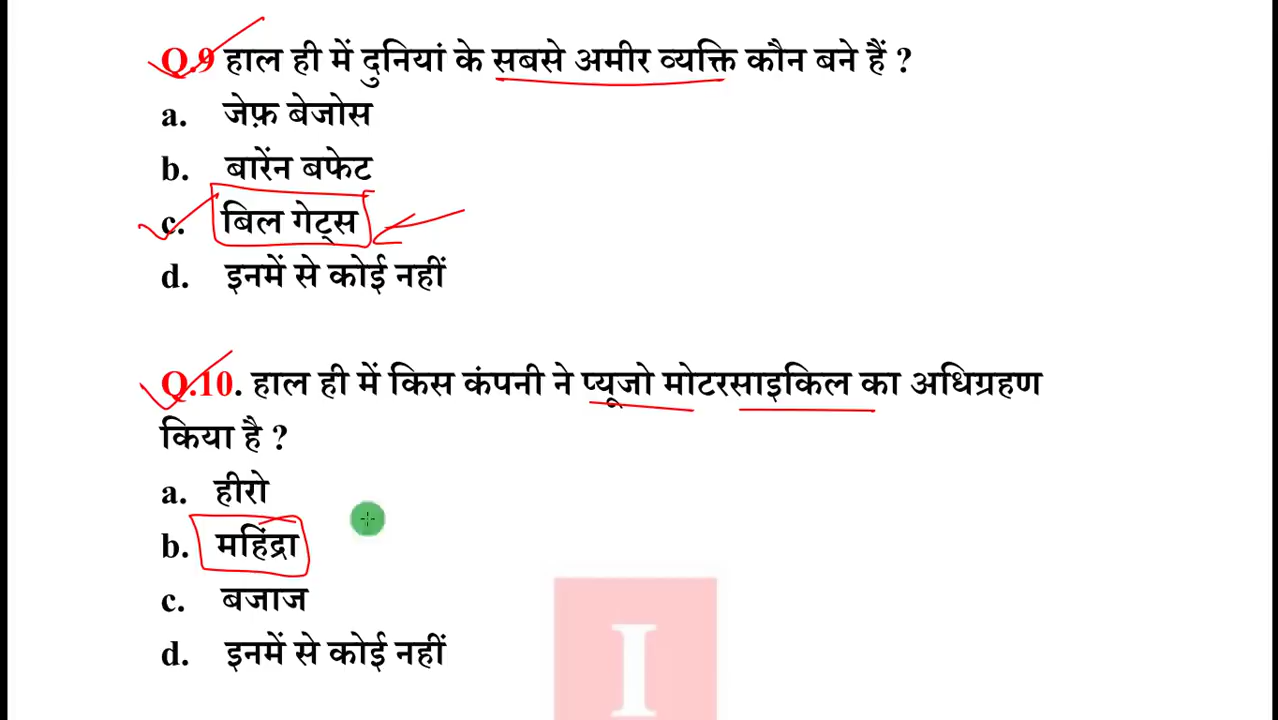 Q.9 हाल ही में दुनियां के सबसे अमीर व्यक्ति कौन बने हैं ?
a. जेफ़ बेजोस
b. बारेंन बफेट
c. बिल गेट्स
d. इनमें से कोई नहीं
Q.10. हाल ही में किस कंपनी ने प्यूजो मोटरसाइकिल का अधिग्रहण
किया है ?
a. हीरो
b. महिंद्रा
c. बजाज
d. इनमें से कोई नहीं
I